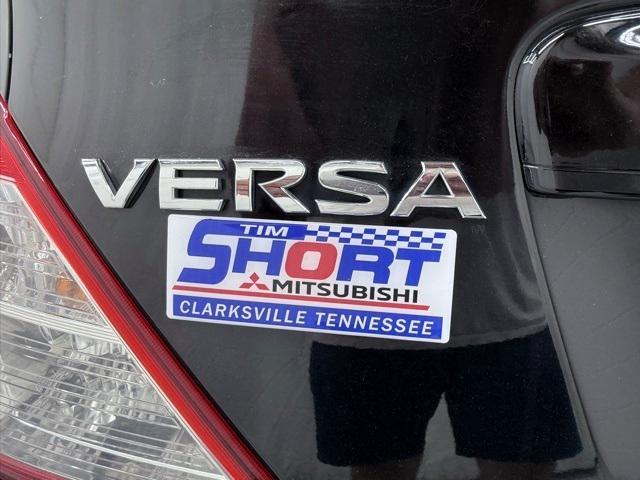 VERSA
TIM
SHORT
MITSUBISHI
CLARKSVILLE TENNESSEE